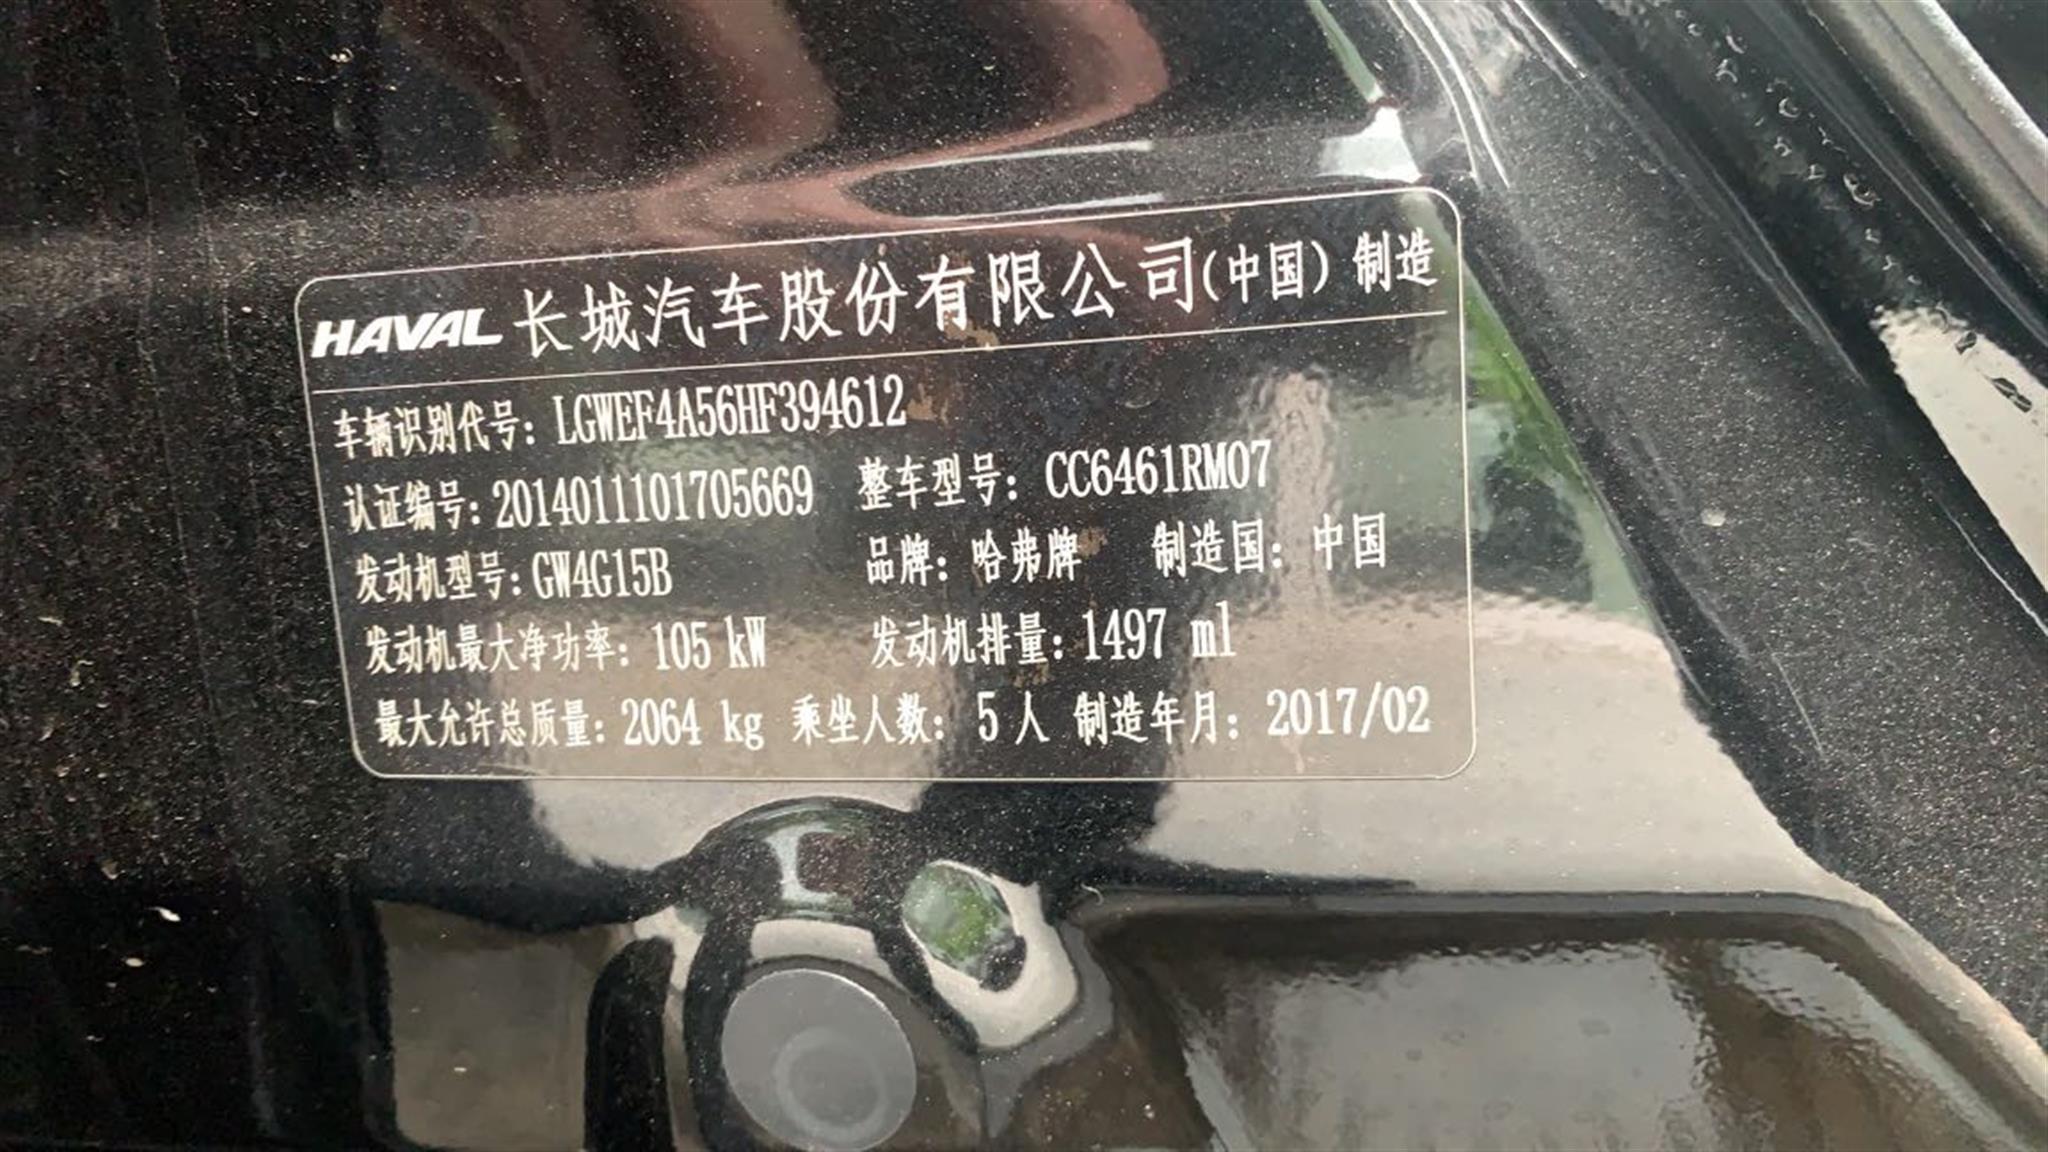 HAVAL 长城汽车股份有限公司(中国) 制造
车辆识别代号: LGWEF4A56HF394612
认证编号: 2014011101705669 整车型号: CC6461RM07
发动机型号: GW4G15B 品牌: 哈弗牌 制造国: 中国
发动机最大净功率: 105 kW 发动机排量: 1497 ml
最大允许总质量: 2064 kg 乘坐人数: 5 人 制造年月: 2017/02